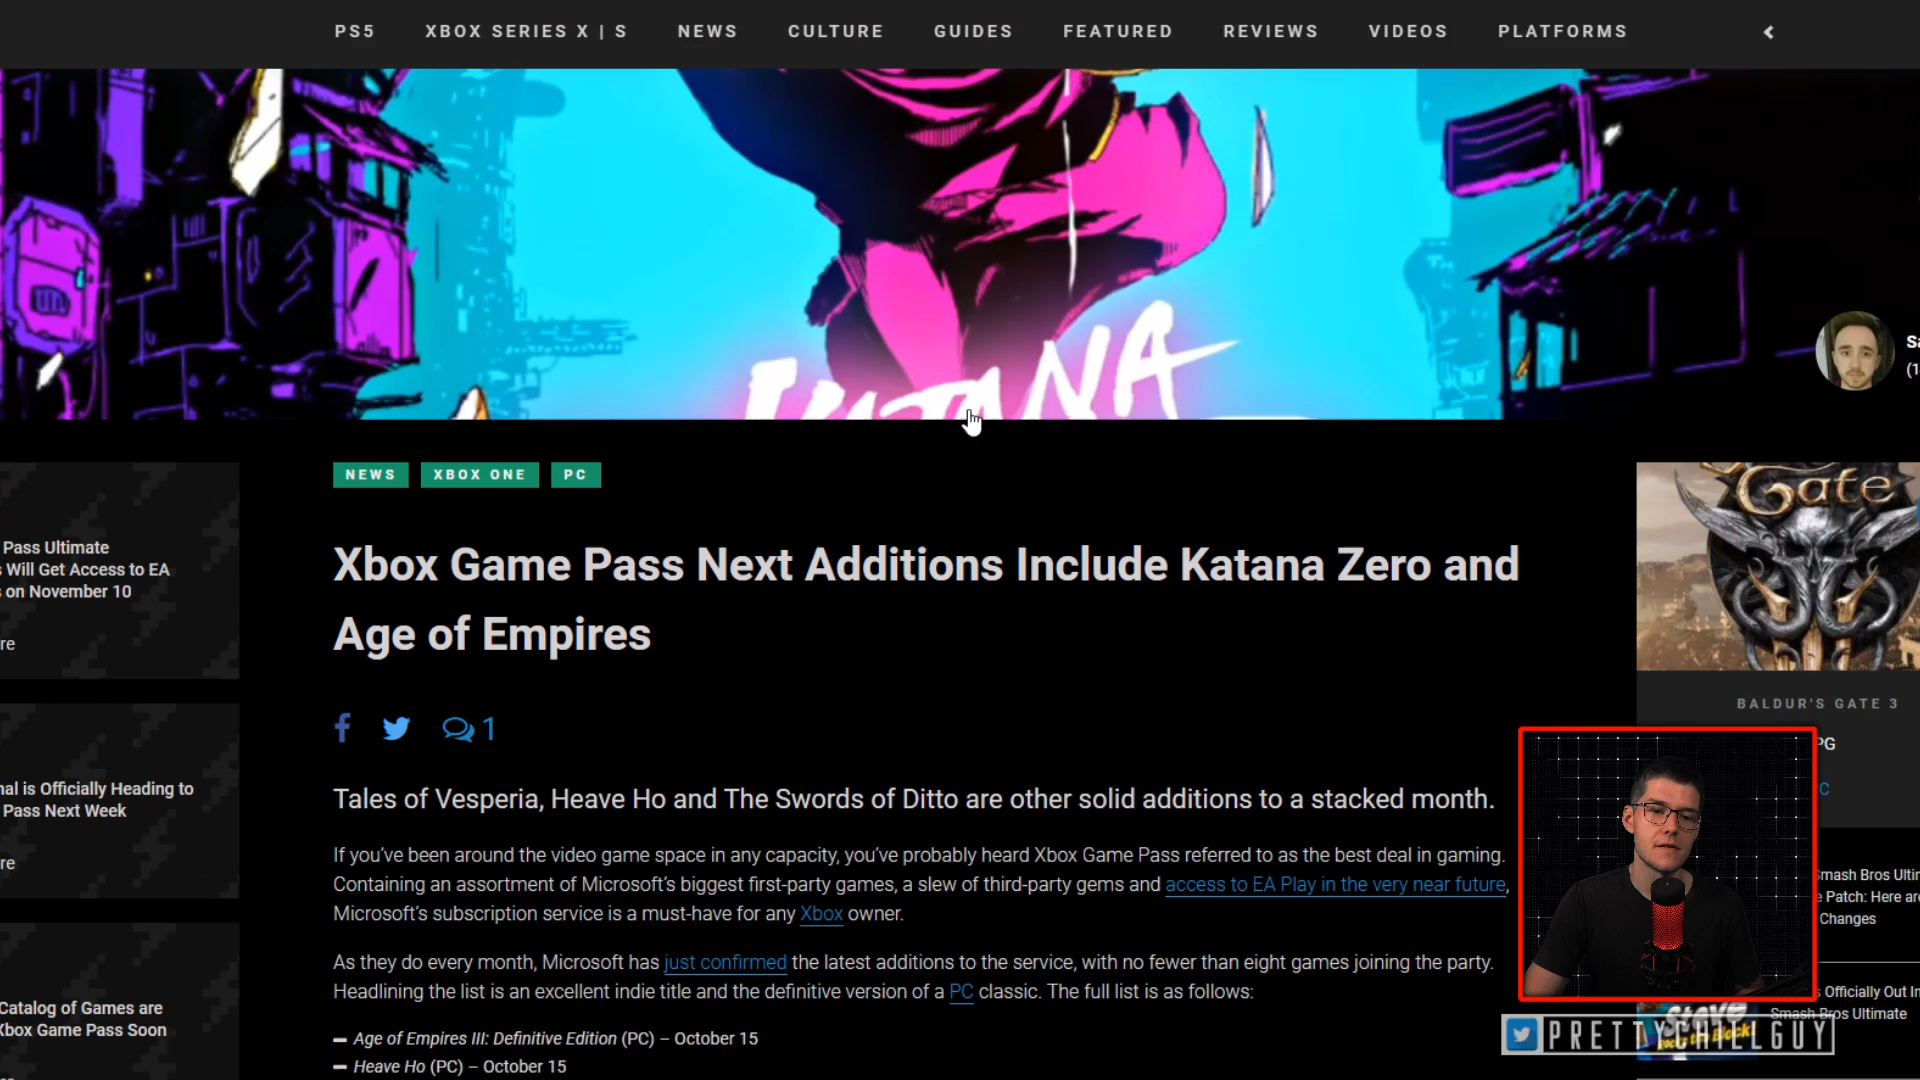 PS5 XBOX SERIES X | S NEWS CULTURE GUIDES FEATURED REVIEWS VIDEOS PLATFORMS
KATANA
NEWS XBOX ONE PC
Xbox Game Pass Next Additions Include Katana Zero and
Age of Empires
1
Tales of Vesperia, Heave Ho and The Swords of Ditto are other solid additions to a stacked month.
If you've been around the video game space in any capacity, you've probably heard Xbox Game Pass referred to as the best deal in gaming.
Containing an assortment of Microsoft's biggest first-party games, a slew of third-party gems and access to EA Play in the very near future,
Microsoft's subscription service is a must-have for any Xbox owner.
As they do every month, Microsoft has just confirmed the latest additions to the service, with no fewer than eight games joining the party.
Headlining the list is an excellent indie title and the definitive version of a PC classic. The full list is as follows:
– Age of Empires III: Definitive Edition (PC) – October 15
– Heave Ho (PC) – October 15
Pass Ultimate
Will Get Access to EA
on November 10
re
nal is Officially Heading to
Pass Next Week
re
Catalog of Games are
Xbox Game Pass Soon
Sa
(1
Gate
BALDUR'S GATE 3
PG
C
Smash Bros Ultim
e Patch: Here are
Changes
s Officially Out In
Smash Bros Ultimate
Steve
PRETTYCHILLGUY